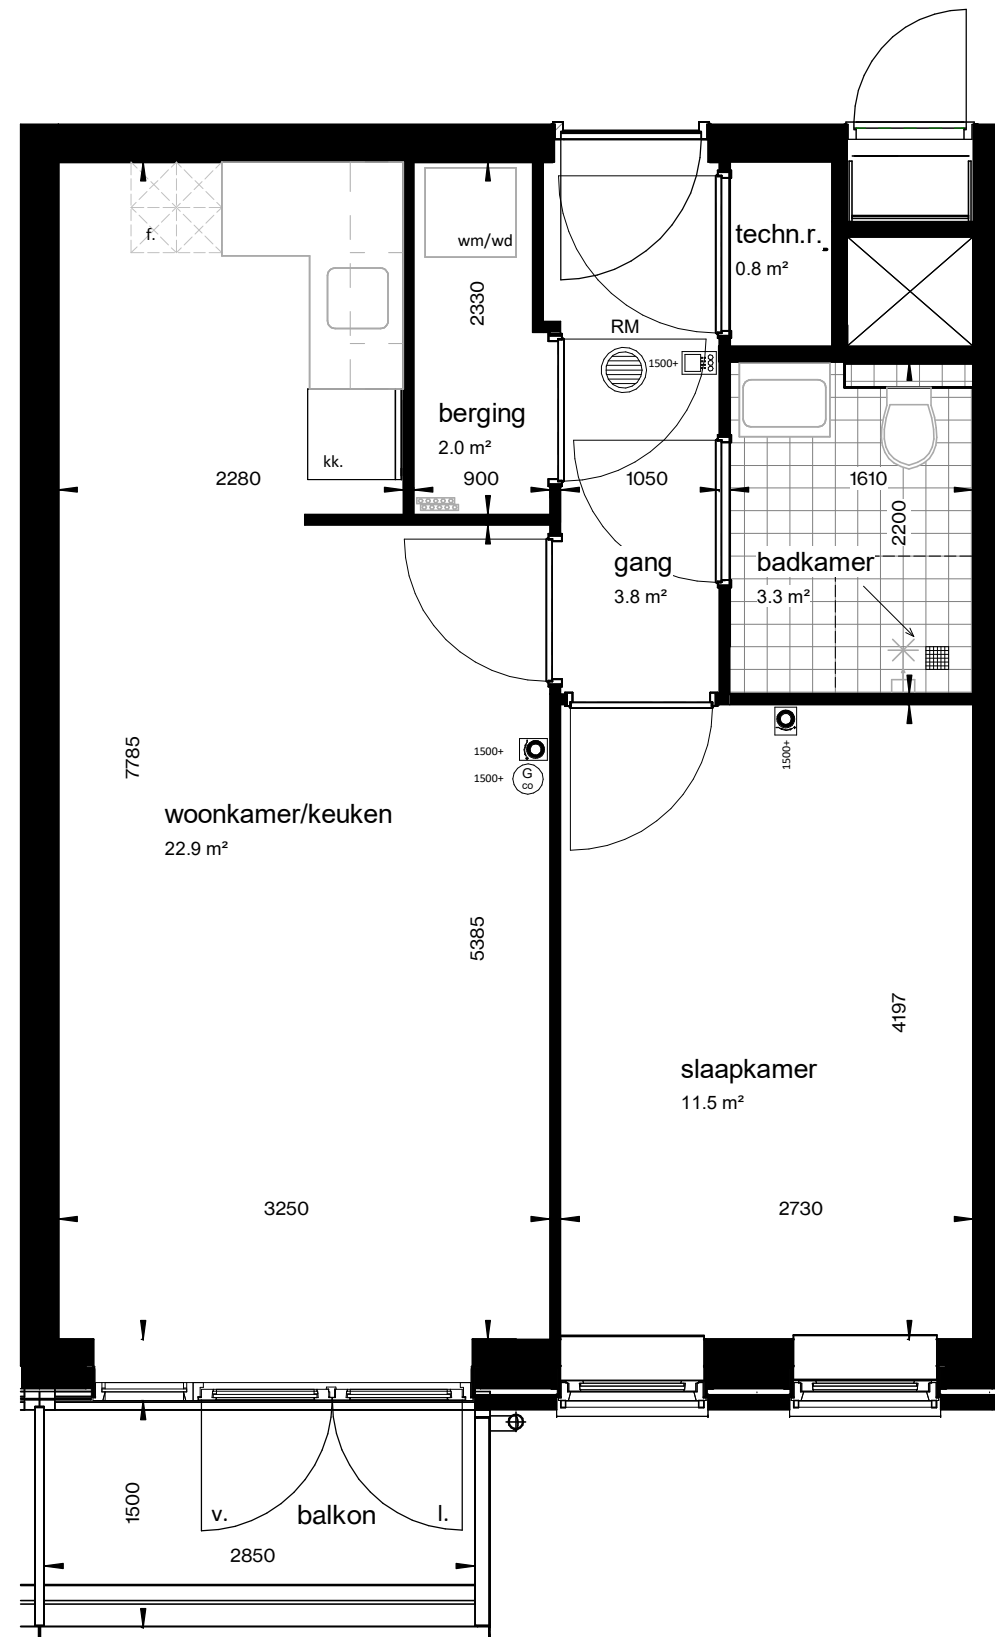 f.
wm/wd
2330
techn.r.
0.8 m²
RM
1500+
berging
2.0 m²
kk.
2280
900
1050
1610
2200
gang
3.8 m²
badkamer
3.3 m²
7785
1500+
1500+
G
co
1500+
woonkamer/keuken
22.9 m²
5385
4197
slaapkamer
11.5 m²
3250
2730
1500
v.
balkon
l.
2850